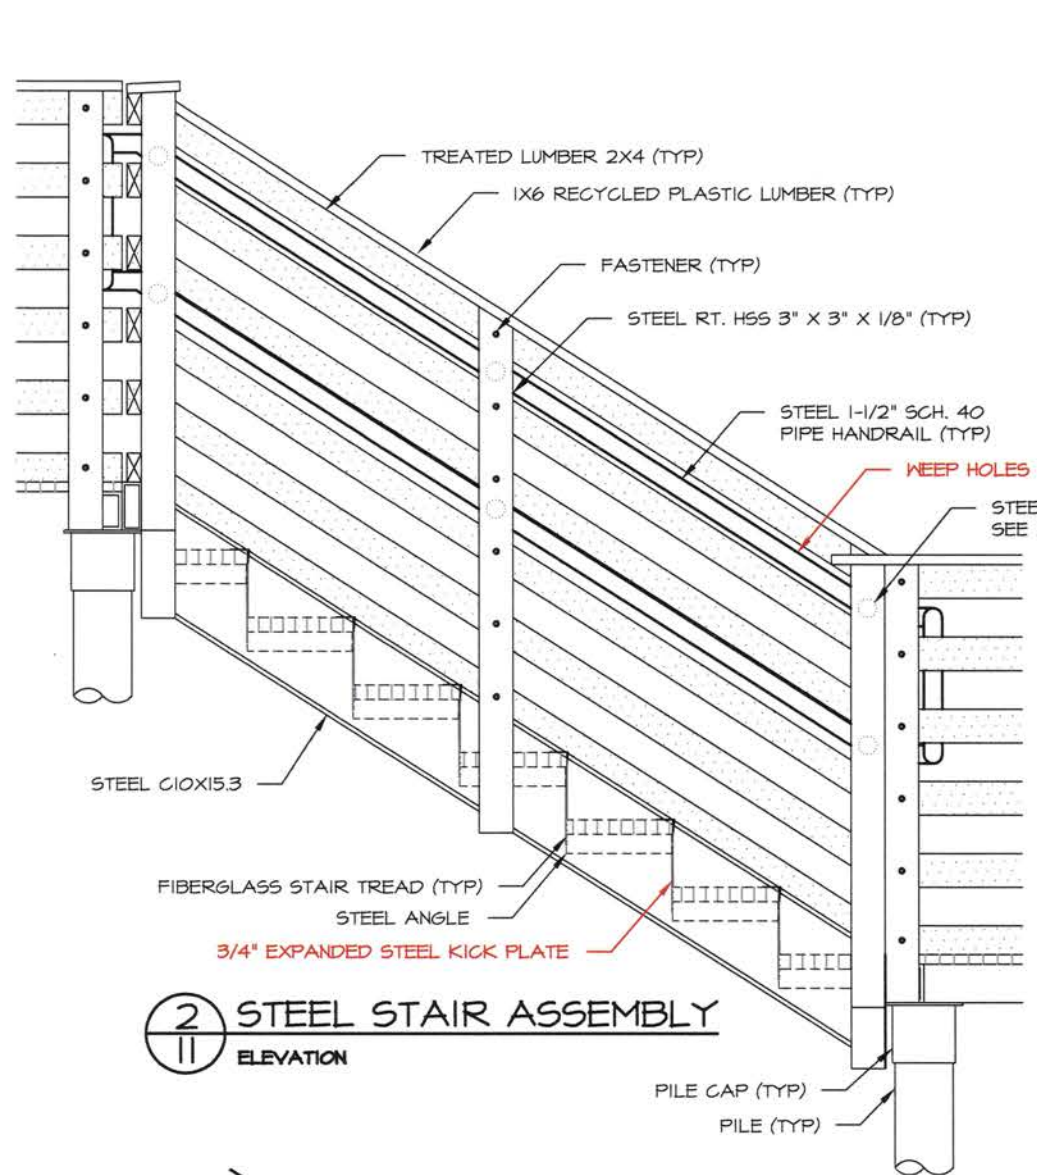 TREATED LUMBER 2X4 (TYP)
1X6 RECYCLED PLASTIC LUMBER (TYP)
FASTENER (TYP)
STEEL RT. HSS 3" X 3" X 1/8" (TYP)
STEEL 1-1/2" SCH. 40
PIPE HANDRAIL (TYP)
WEEP HOLES
STEE
SEE
STEEL C10X15.3
FIBERGLASS STAIR TREAD (TYP)
STEEL ANGLE
3/4" EXPANDED STEEL KICK PLATE
2
11
STEEL STAIR ASSEMBLY
ELEVATION
PILE CAP (TYP)
PILE (TYP)